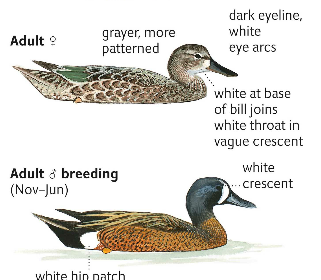 dark eyeline,
white
eye arcs
Adult ♀
grayer, more
patterned
white at base
of bill joins
white throat in
vague crescent
Adult ♂ breeding
(Nov–Jun)
white
crescent
white hip patch